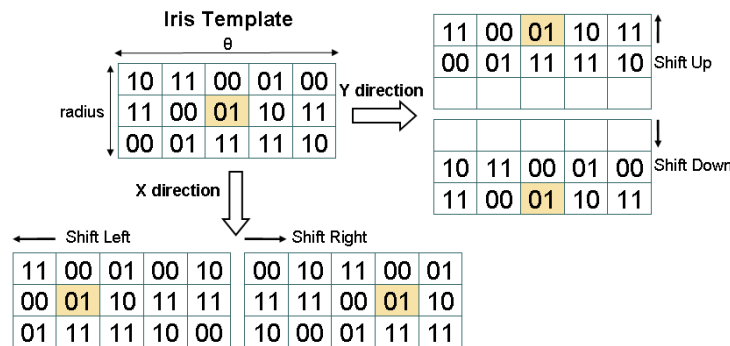 Iris Template
θ
radius
10 11 00 01 00
11 00 01 10 11
00 01 11 11 10
Y direction
11 00 01 10 11
00 01 11 11 10
Shift Up
10 11 00 01 00
11 00 01 10 11
Shift Down
X direction
Shift Left
11 00 01 00 10
00 01 10 11 11
01 11 11 10 00
Shift Right
00 10 11 00 01
11 11 00 01 10
10 00 01 11 11